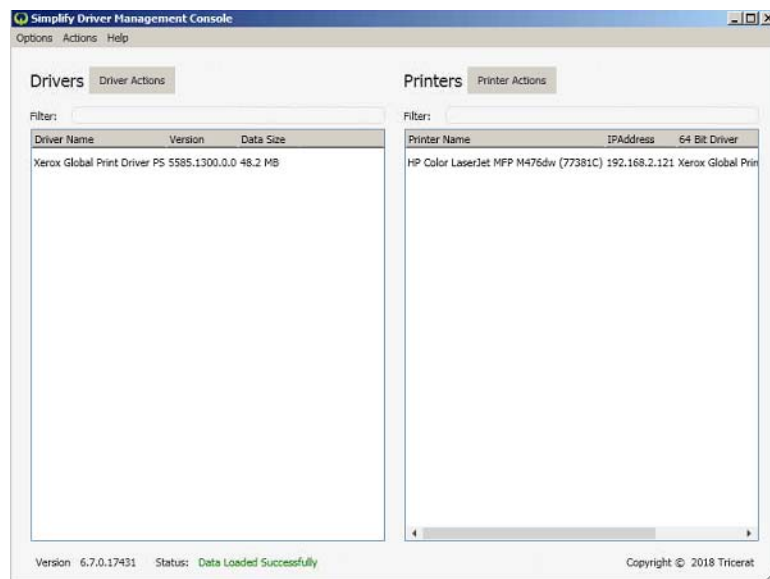 Simplify Driver Management Console
Options Actions Help
Drivers Driver Actions
Filter:
Driver Name Version Data Size
Xerox Global Print Driver PS 5585.1300.0.0 48.2 MB
Printers Printer Actions
Filter:
Printer Name IPAddress 64 Bit Driver
HP Color LaserJet MFP M476dw (77381C) 192.168.2.121 Xerox Global Prin
Version 6.7.0.17431 Status: Data Loaded Successfully
Copyright © 2018 Tricerat